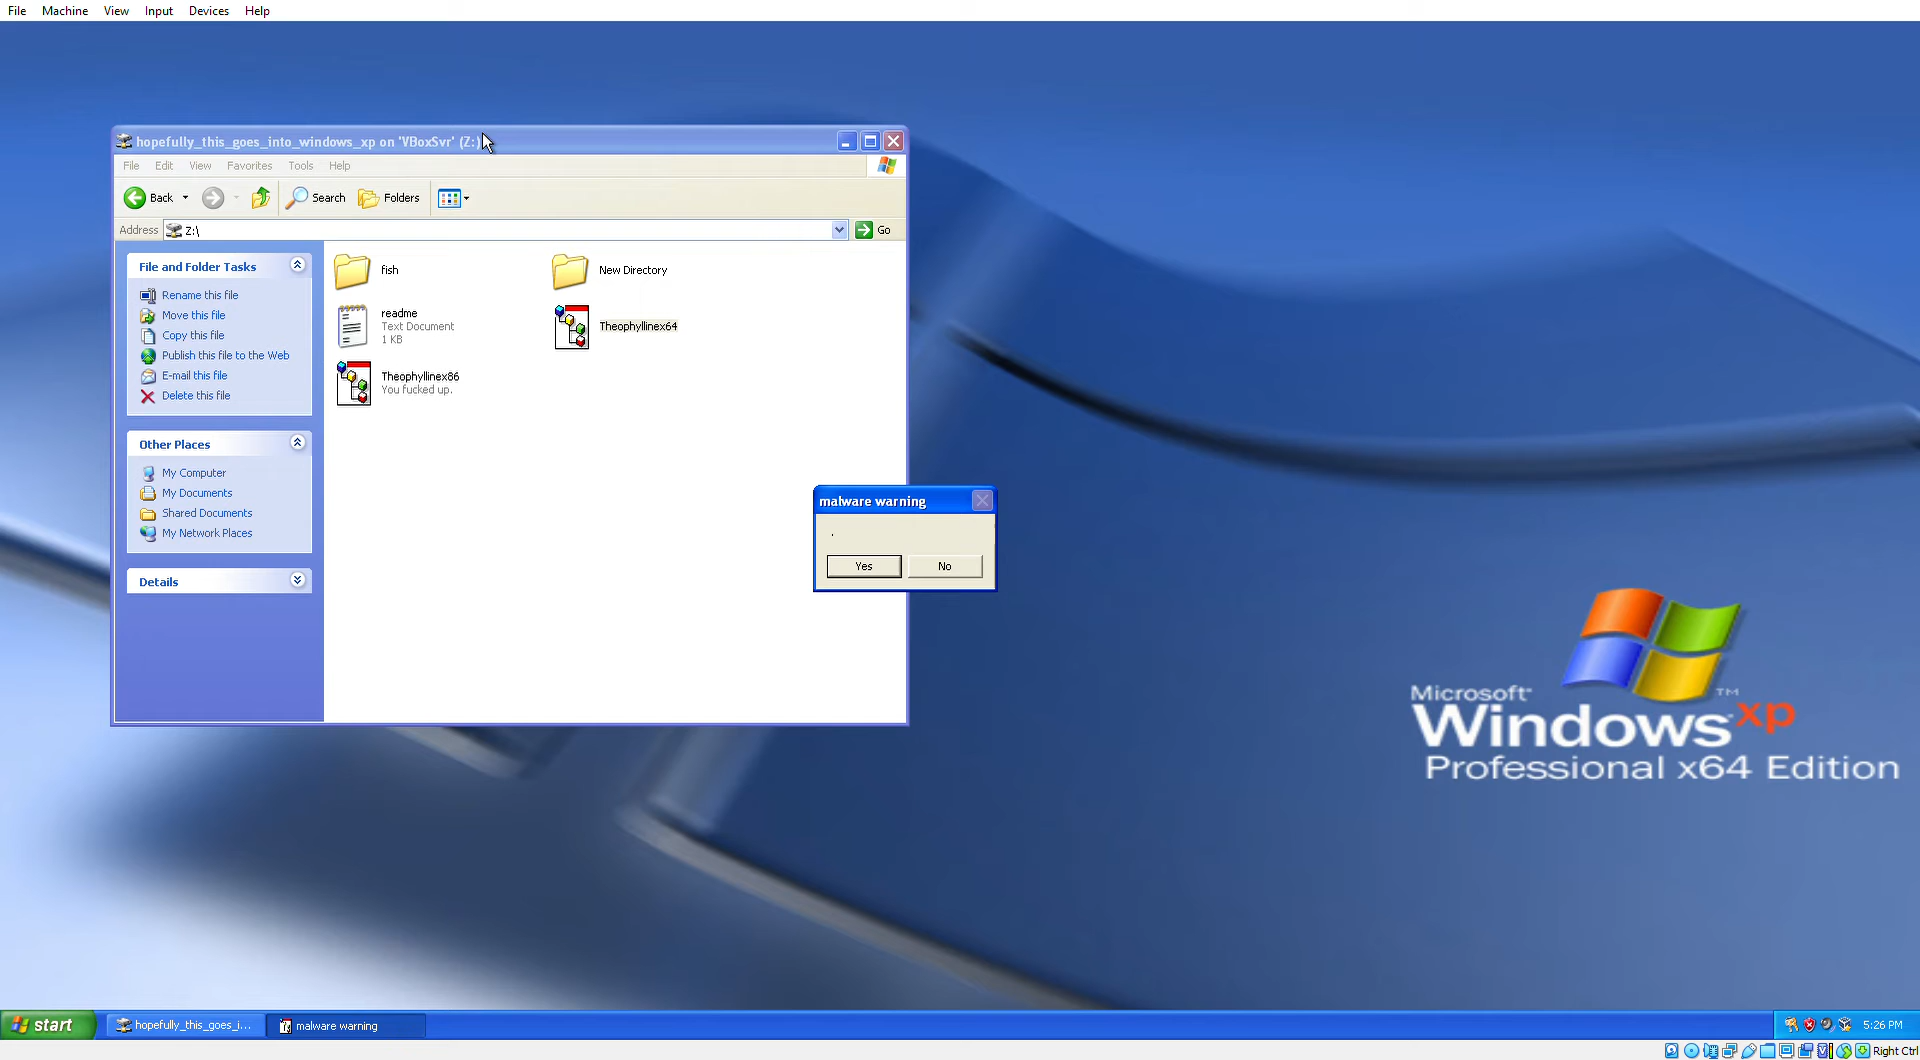 File Machine View Input Devices Help
hopefully_this_goes_into_windows_xp on 'VBoxSvr' (Z:)
File Edit View Favorites Tools Help
Back Search Folders
Address Z:\ Go
File and Folder Tasks
Rename this file
Move this file
Copy this file
Publish this file to the Web
E-mail this file
Delete this file
Other Places
My Computer
My Documents
Shared Documents
My Network Places
Details
fish
New Directory
readme
Text Document
1 KB
Theophyllinex64
Theophyllinex86
You fucked up.
malware warning
.
Yes No
Microsoft®
Windows xp ™
Professional x64 Edition
start hopefully_this_goes_i... malware warning 5:26 PM
Right Ctrl